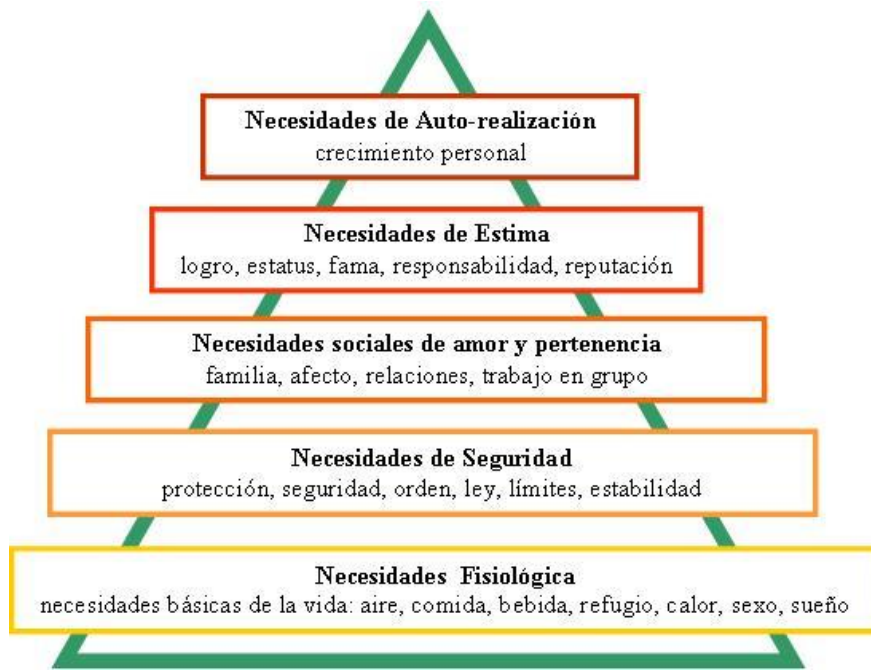 Necesidades de Auto-realización
crecimiento personal
Necesidades de Estima
logro, estatus, fama, responsabilidad, reputación
Necesidades sociales de amor y pertenencia
familia, afecto, relaciones, trabajo en grupo
Necesidades de Seguridad
protección, seguridad, orden, ley, límites, estabilidad
Necesidades Fisiológica
necesidades básicas de la vida: aire, comida, bebida, refugio, calor, sexo, sueño